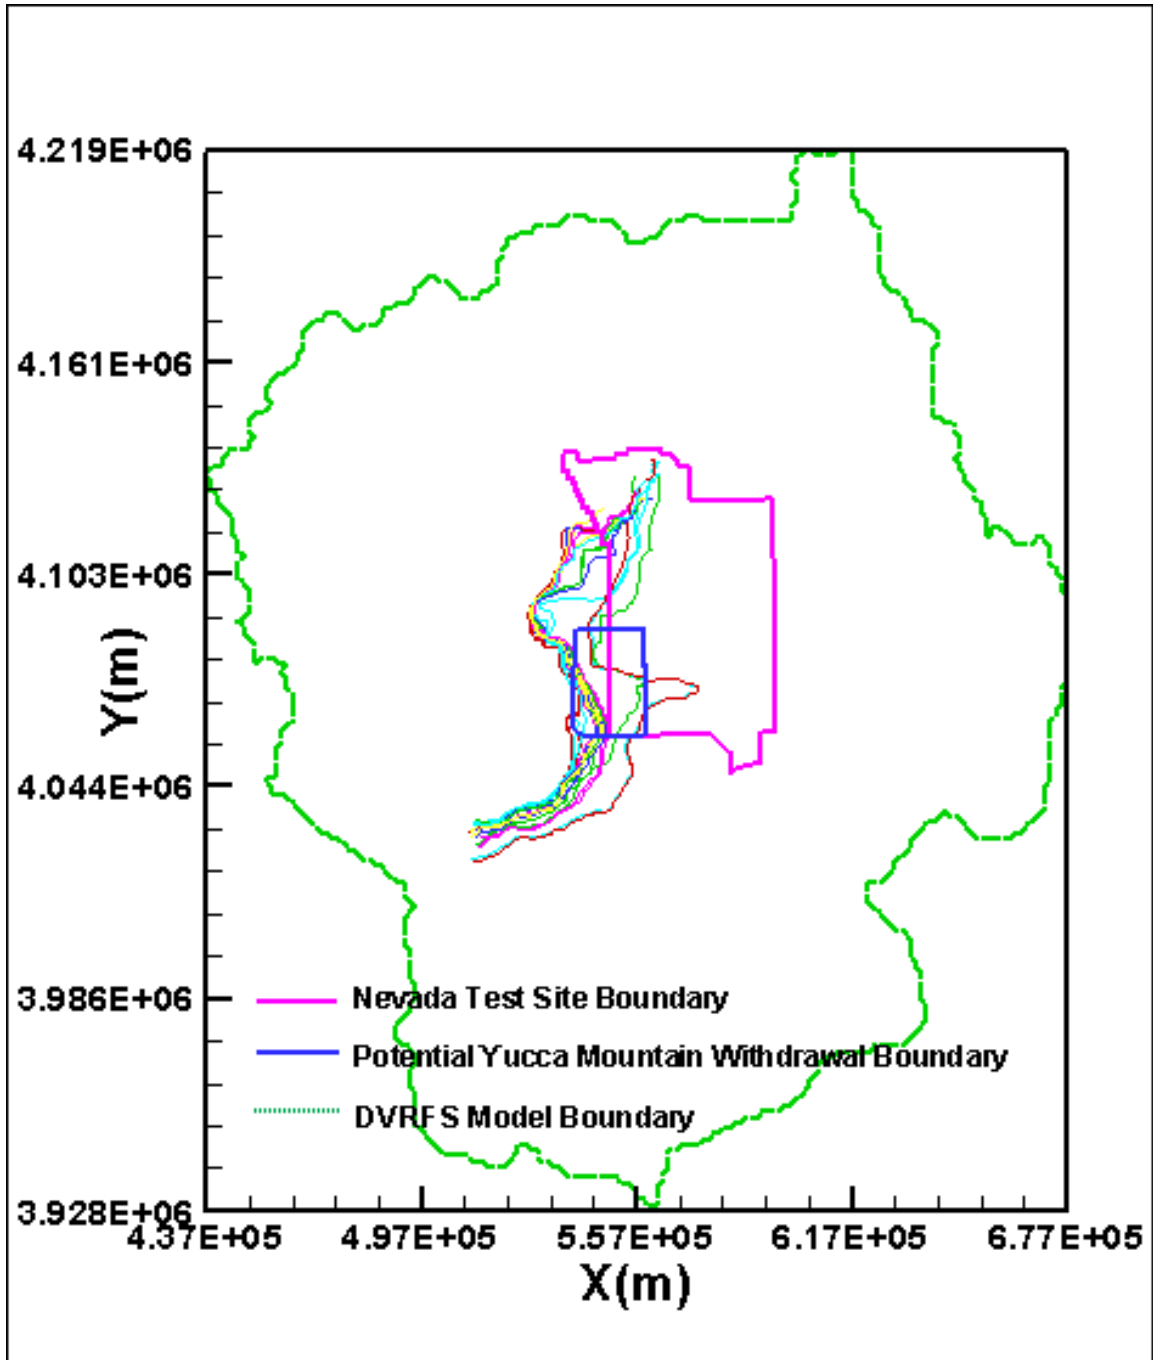 4.219E+06
4.161E+06
4.103E+06
Y(m)
4.044E+06
3.986E+06
Nevada Test Site Boundary
Potential Yucca Mountain Withdrawal Boundary
DVRFS Model Boundary
3.928E+06
4.37E+05 4.97E+05 5.57E+05 6.17E+05 6.77E+05
X(m)